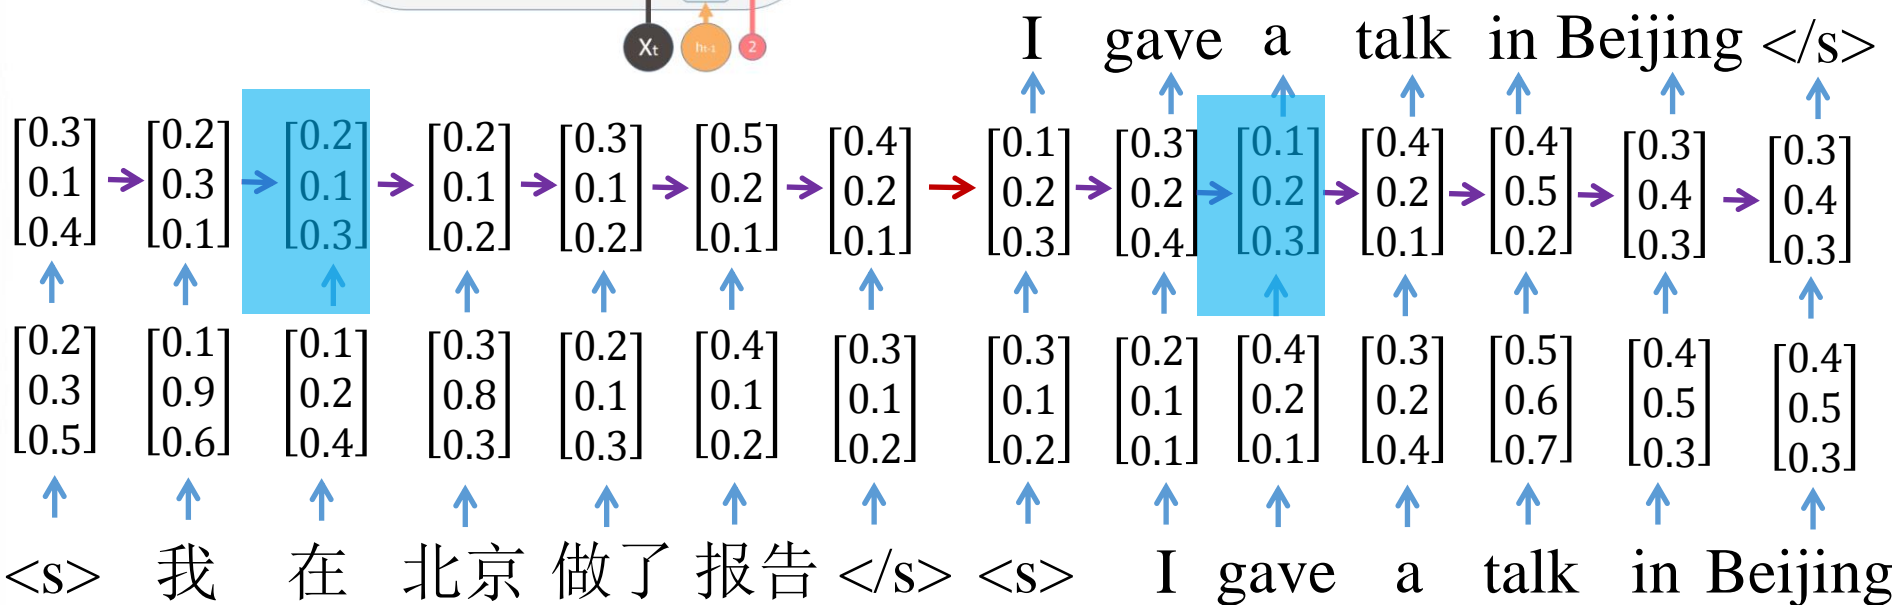 Xt ht-1 2
I gave a talk in Beijing </s>
[0.3 0.1 0.4] [0.2 0.3 0.1] [0.2 0.1 0.3] [0.2 0.1 0.2] [0.3 0.1 0.2] [0.5 0.2 0.1] [0.4 0.2 0.1] [0.1 0.2 0.3] [0.3 0.2 0.4] [0.1 0.2 0.3] [0.4 0.2 0.1] [0.4 0.5 0.2] [0.3 0.4 0.3] [0.3 0.4 0.3]
[0.2 0.3 0.5] [0.1 0.9 0.6] [0.1 0.2 0.4] [0.3 0.8 0.3] [0.2 0.1 0.3] [0.4 0.1 0.2] [0.3 0.1 0.2] [0.3 0.1 0.2] [0.2 0.1 0.1] [0.4 0.2 0.1] [0.3 0.2 0.4] [0.5 0.6 0.7] [0.4 0.5 0.3] [0.4 0.5 0.3]
<s> 我 在 北京 做了 报告 </s> <s> I gave a talk in Beijing